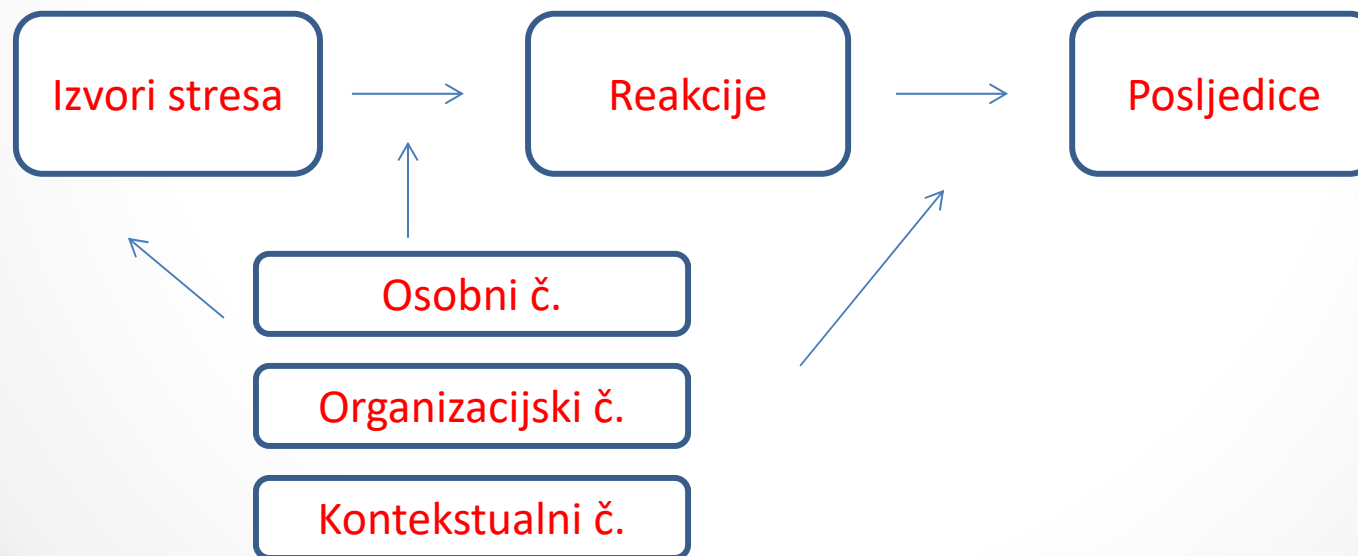 Izvori stresa
Reakcije
Posljedice
Osobni č.
Organizacijski č.
Kontekstualni č.